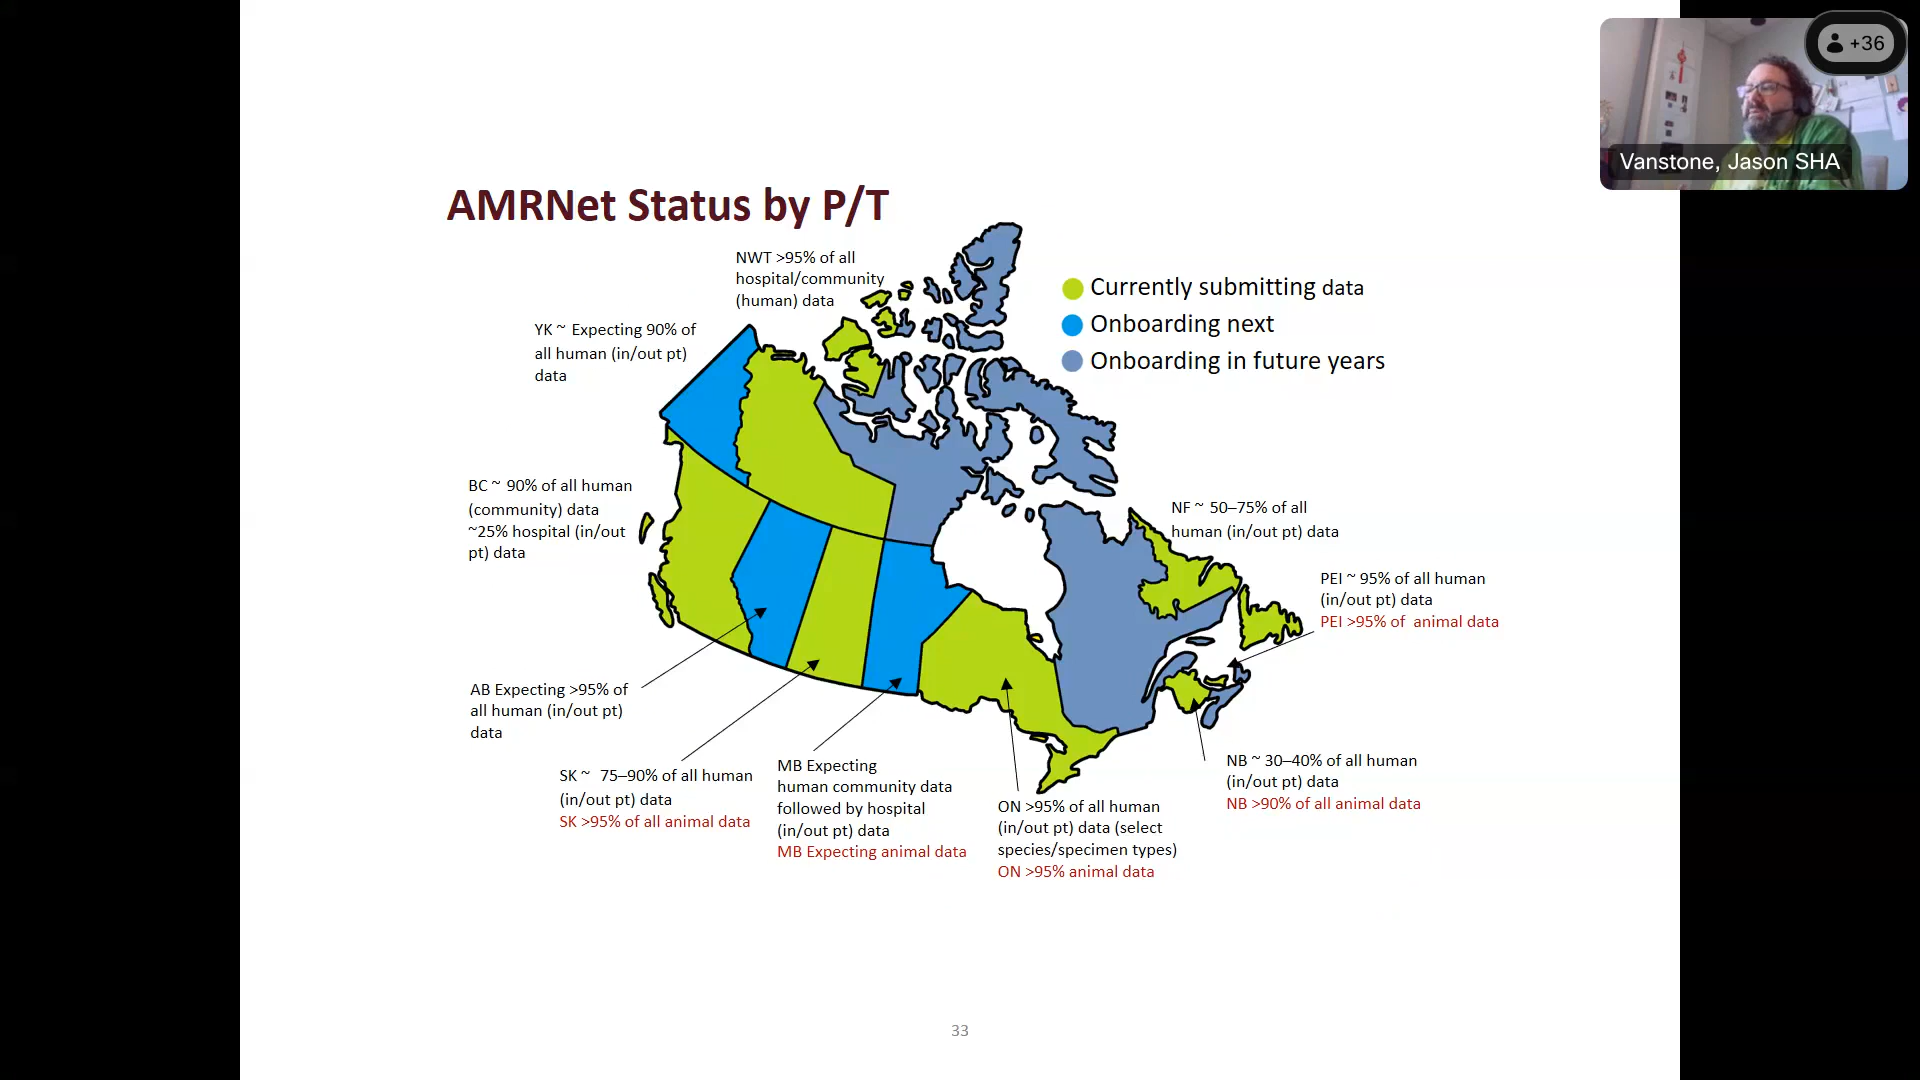 +36
Vanstone, Jason SHA
AMRNet Status by P/T
NWT >95% of all
hospital/community
(human) data
Currently submitting data
Onboarding next
Onboarding in future years
YK ~ Expecting 90% of
all human (in/out pt)
data
BC ~ 90% of all human
(community) data
~25% hospital (in/out
pt) data
NF ~ 50–75% of all
human (in/out pt) data
PEI ~ 95% of all human
(in/out pt) data
PEI >95% of  animal data
AB Expecting >95% of
all human (in/out pt)
data
SK ~  75–90% of all human
(in/out pt) data
SK >95% of all animal data
MB Expecting
human community data
followed by hospital
(in/out pt) data
MB Expecting animal data
ON >95% of all human
(in/out pt) data (select
species/specimen types)
ON >95% animal data
NB ~ 30–40% of all human
(in/out pt) data
NB >90% of all animal data
33